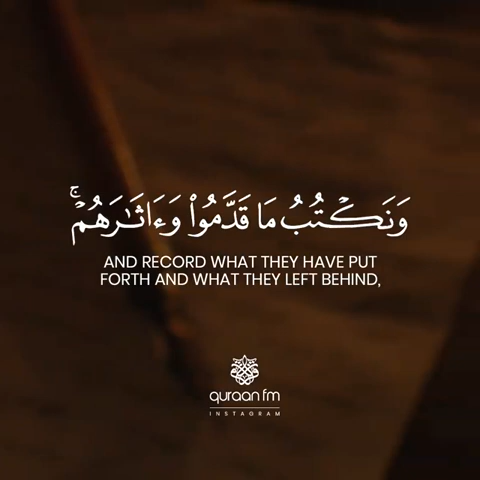 وَنَكۡتُبُ مَا قَدَّمُواْ وَءَاثَٰرَهُمۡۚ
AND RECORD WHAT THEY HAVE PUT
FORTH AND WHAT THEY LEFT BEHIND,
quraan fm
INSTAGRAM